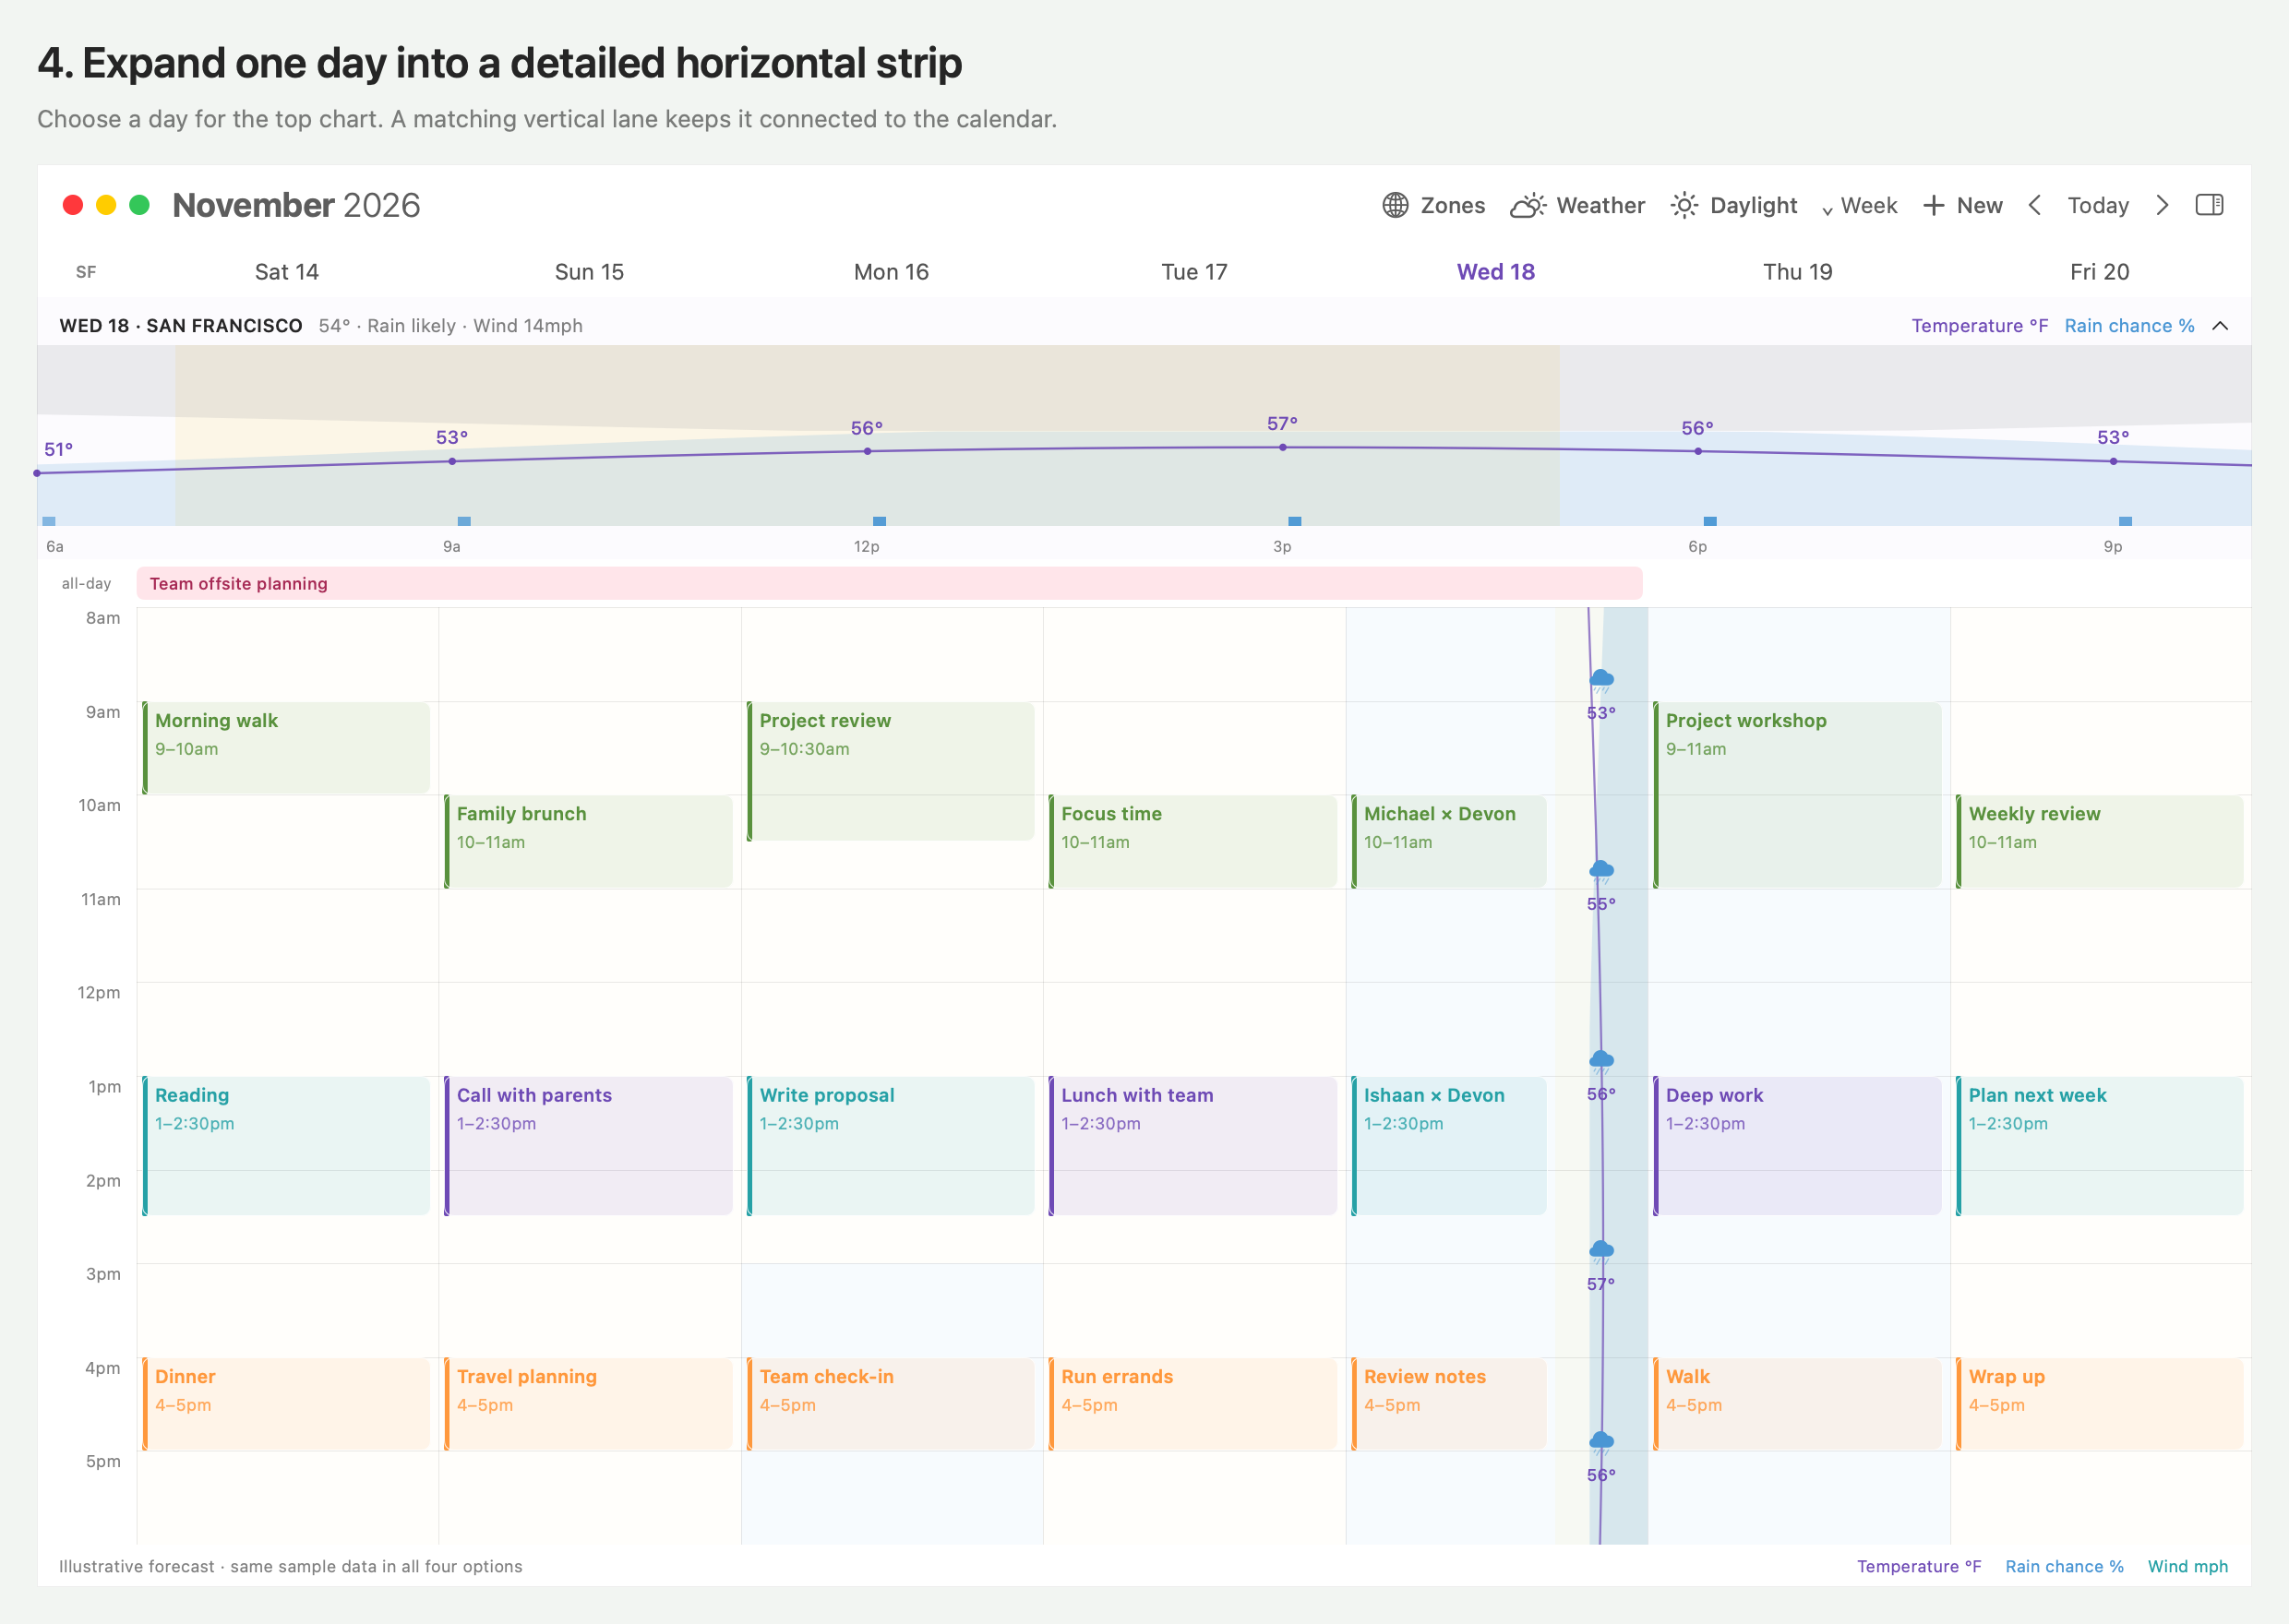 4. Expand one day into a detailed horizontal strip
Choose a day for the top chart. A matching vertical lane keeps it connected to the calendar.
November 2026
Zones
Weather
Daylight
Week
New
Today
SF
Sat 14
Sun 15
Mon 16
Tue 17
Wed 18
Thu 19
Fri 20
WED 18 · SAN FRANCISCO 54° · Rain likely · Wind 14mph
Temperature °F
Rain chance %
51°
53°
56°
57°
56°
53°
6a
9a
12p
3p
6p
9p
all-day
Team offsite planning
8am
9am
10am
11am
12pm
1pm
2pm
3pm
4pm
5pm
Morning walk
9–10am
Reading
1–2:30pm
Dinner
4–5pm
Family brunch
10–11am
Call with parents
1–2:30pm
Travel planning
4–5pm
Project review
9–10:30am
Write proposal
1–2:30pm
Team check-in
4–5pm
Focus time
10–11am
Lunch with team
1–2:30pm
Run errands
4–5pm
Michael × Devon
10–11am
Ishaan × Devon
1–2:30pm
Review notes
4–5pm
53°
55°
56°
57°
56°
Project workshop
9–11am
Deep work
1–2:30pm
Walk
4–5pm
Weekly review
10–11am
Plan next week
1–2:30pm
Wrap up
4–5pm
Illustrative forecast · same sample data in all four options
Temperature °F
Rain chance %
Wind mph